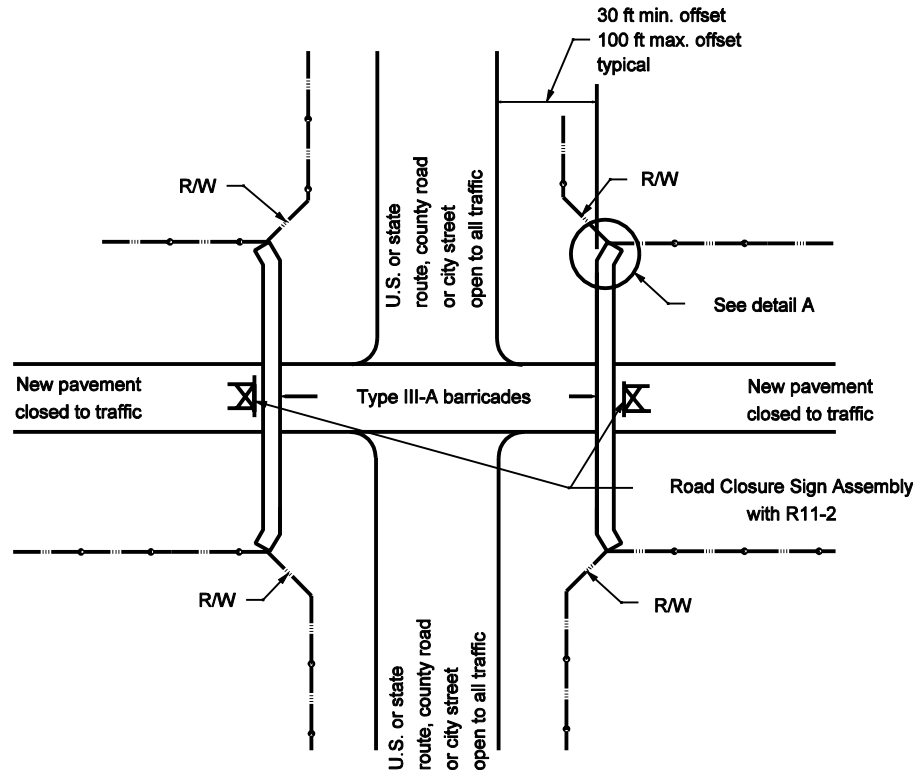 30 ft min. offset
100 ft max. offset
typical
R/W
R/W
U.S. or state
route, county road
or city street
open to all traffic
See detail A
New pavement
closed to traffic
Type III-A barricades
New pavement
closed to traffic
Road Closure Sign Assembly
with R11-2
R/W
R/W
U.S. or state
route, county road
or city street
open to all traffic